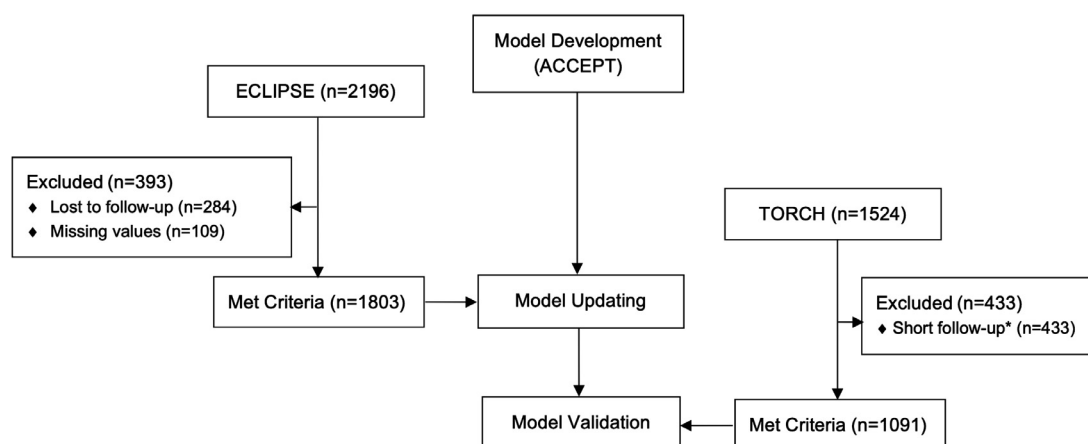 Model Development
(ACCEPT)
ECLIPSE (n=2196)
Excluded (n=393)
♦ Lost to follow-up (n=284)
♦ Missing values (n=109)
TORCH (n=1524)
Met Criteria (n=1803)
Model Updating
Excluded (n=433)
♦ Short follow-up* (n=433)
Model Validation
Met Criteria (n=1091)